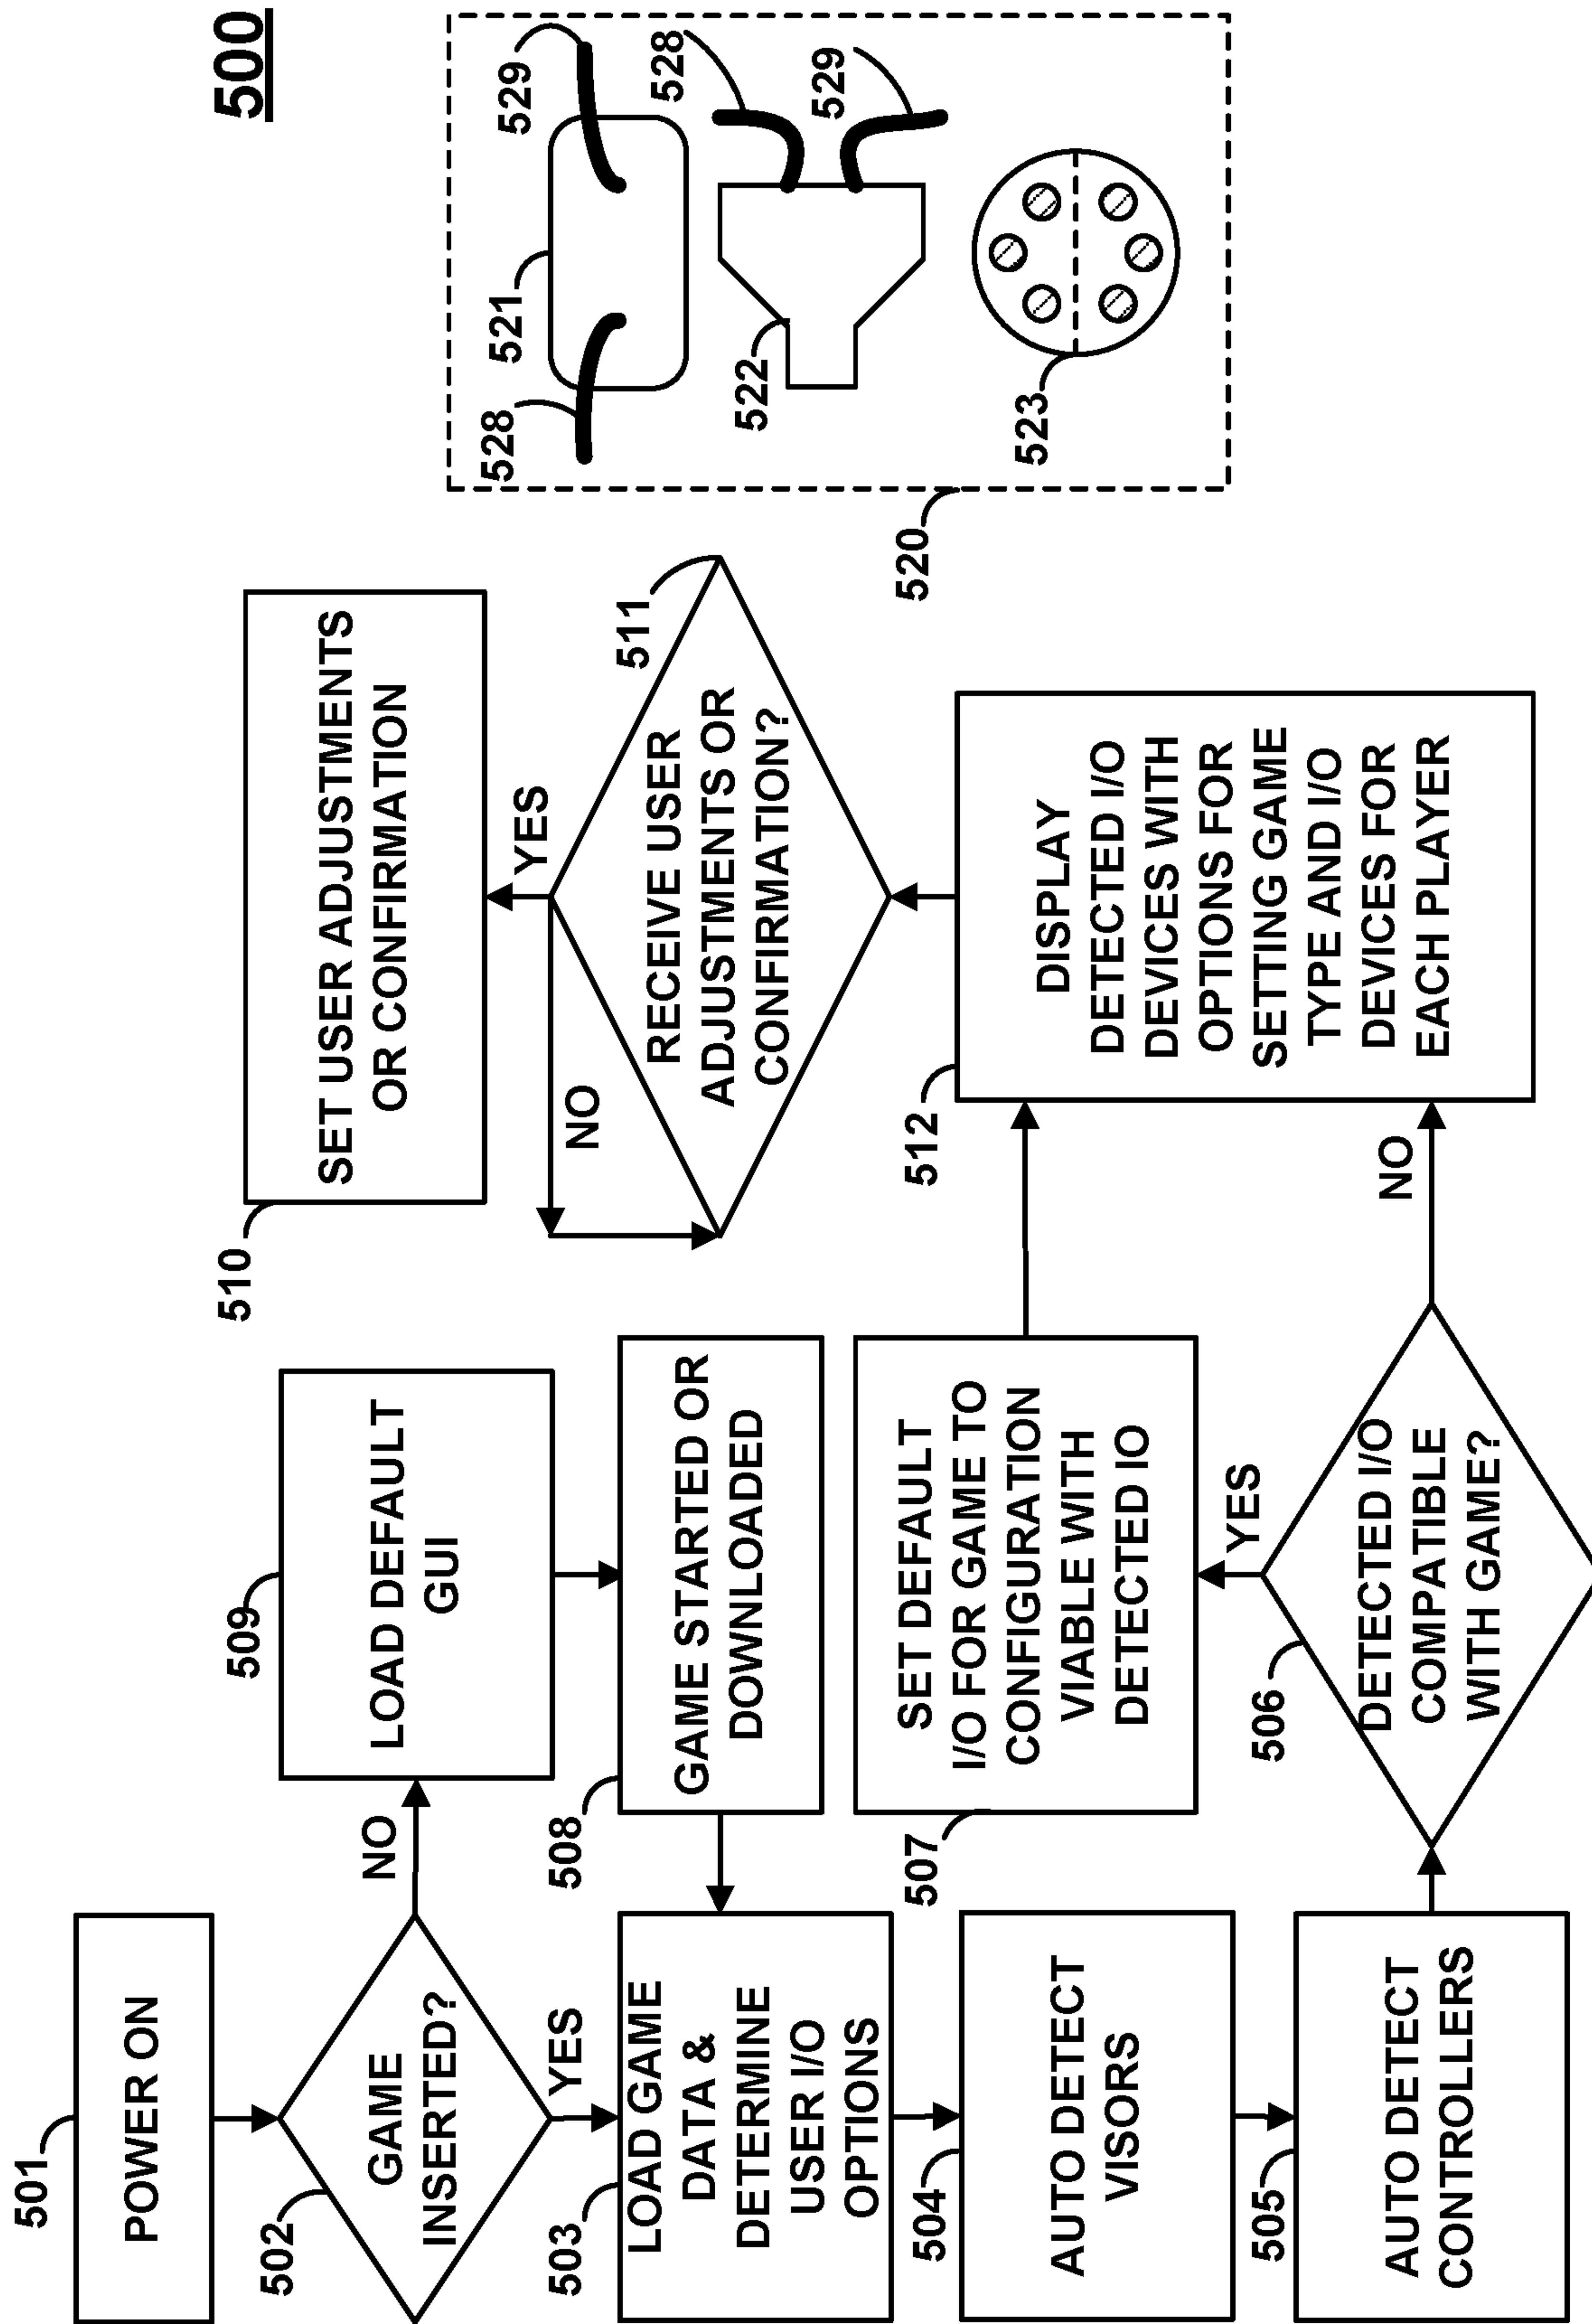 500
501
POWER ON
502
GAME
INSERTED?
NO
YES
503
LOAD GAME
DATA &
DETERMINE
USER I/O
OPTIONS
504
AUTO DETECT
VISORS
505
AUTO DETECT
CONTROLLERS
509
LOAD DEFAULT
GUI
508
GAME STARTED OR
DOWNLOADED
507
SET DEFAULT
I/O FOR GAME TO
CONFIGURATION
VIABLE WITH
DETECTED IO
YES
506
DETECTED I/O
COMPATIBLE
WITH GAME?
NO
510
SET USER ADJUSTMENTS
OR CONFIRMATION
YES
NO
511
RECEIVE USER
ADJUSTMENTS OR
CONFIRMATION?
512
DISPLAY
DETECTED I/O
DEVICES WITH
OPTIONS FOR
SETTING GAME
TYPE AND I/O
DEVICES FOR
EACH PLAYER
520
528
521
529
522
528
529
523